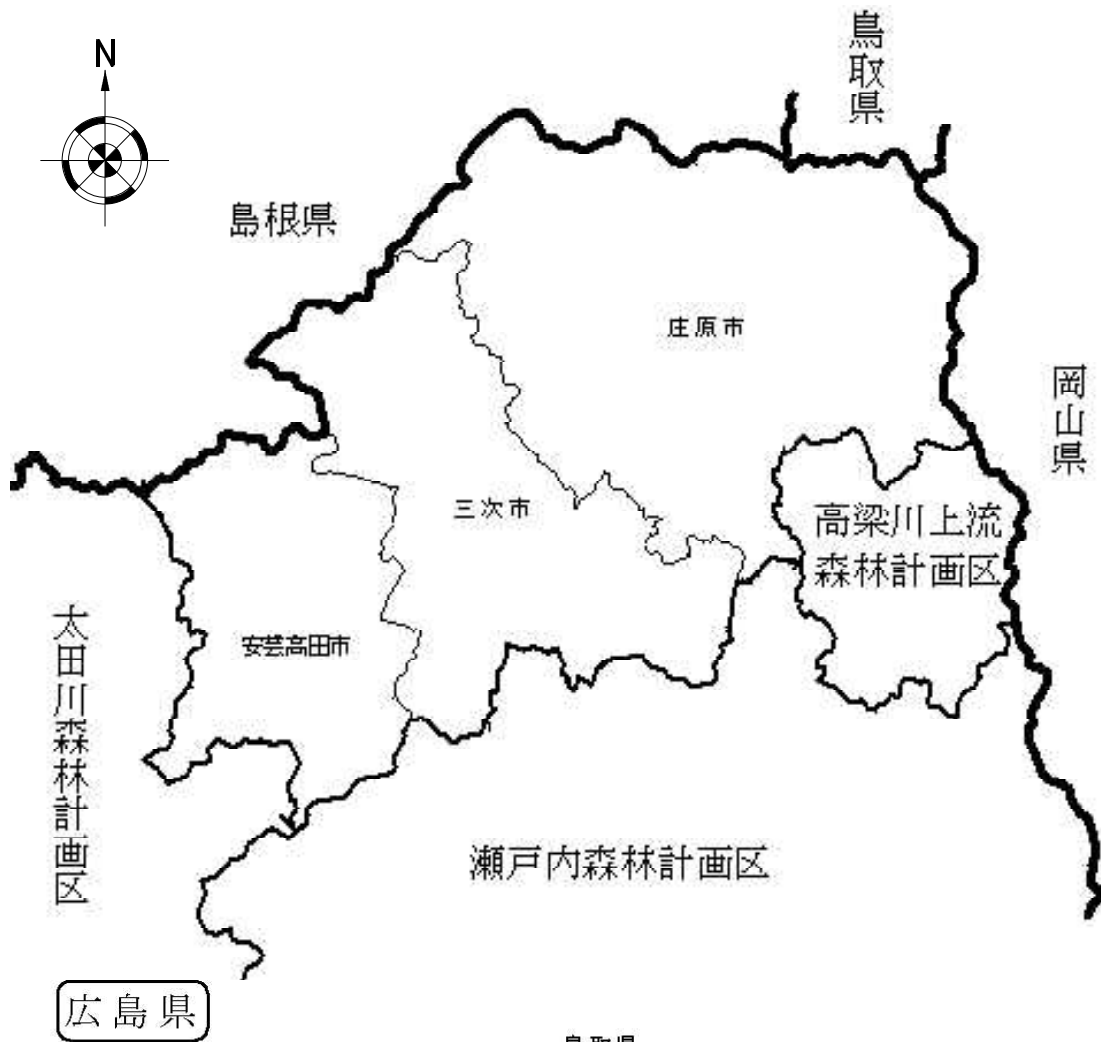 N
鳥取県
島根県
庄原市
岡山県
三次市
高梁川上流
森林計画区
安芸高田市
太田川森林計画区
瀬戸内森林計画区
広島県